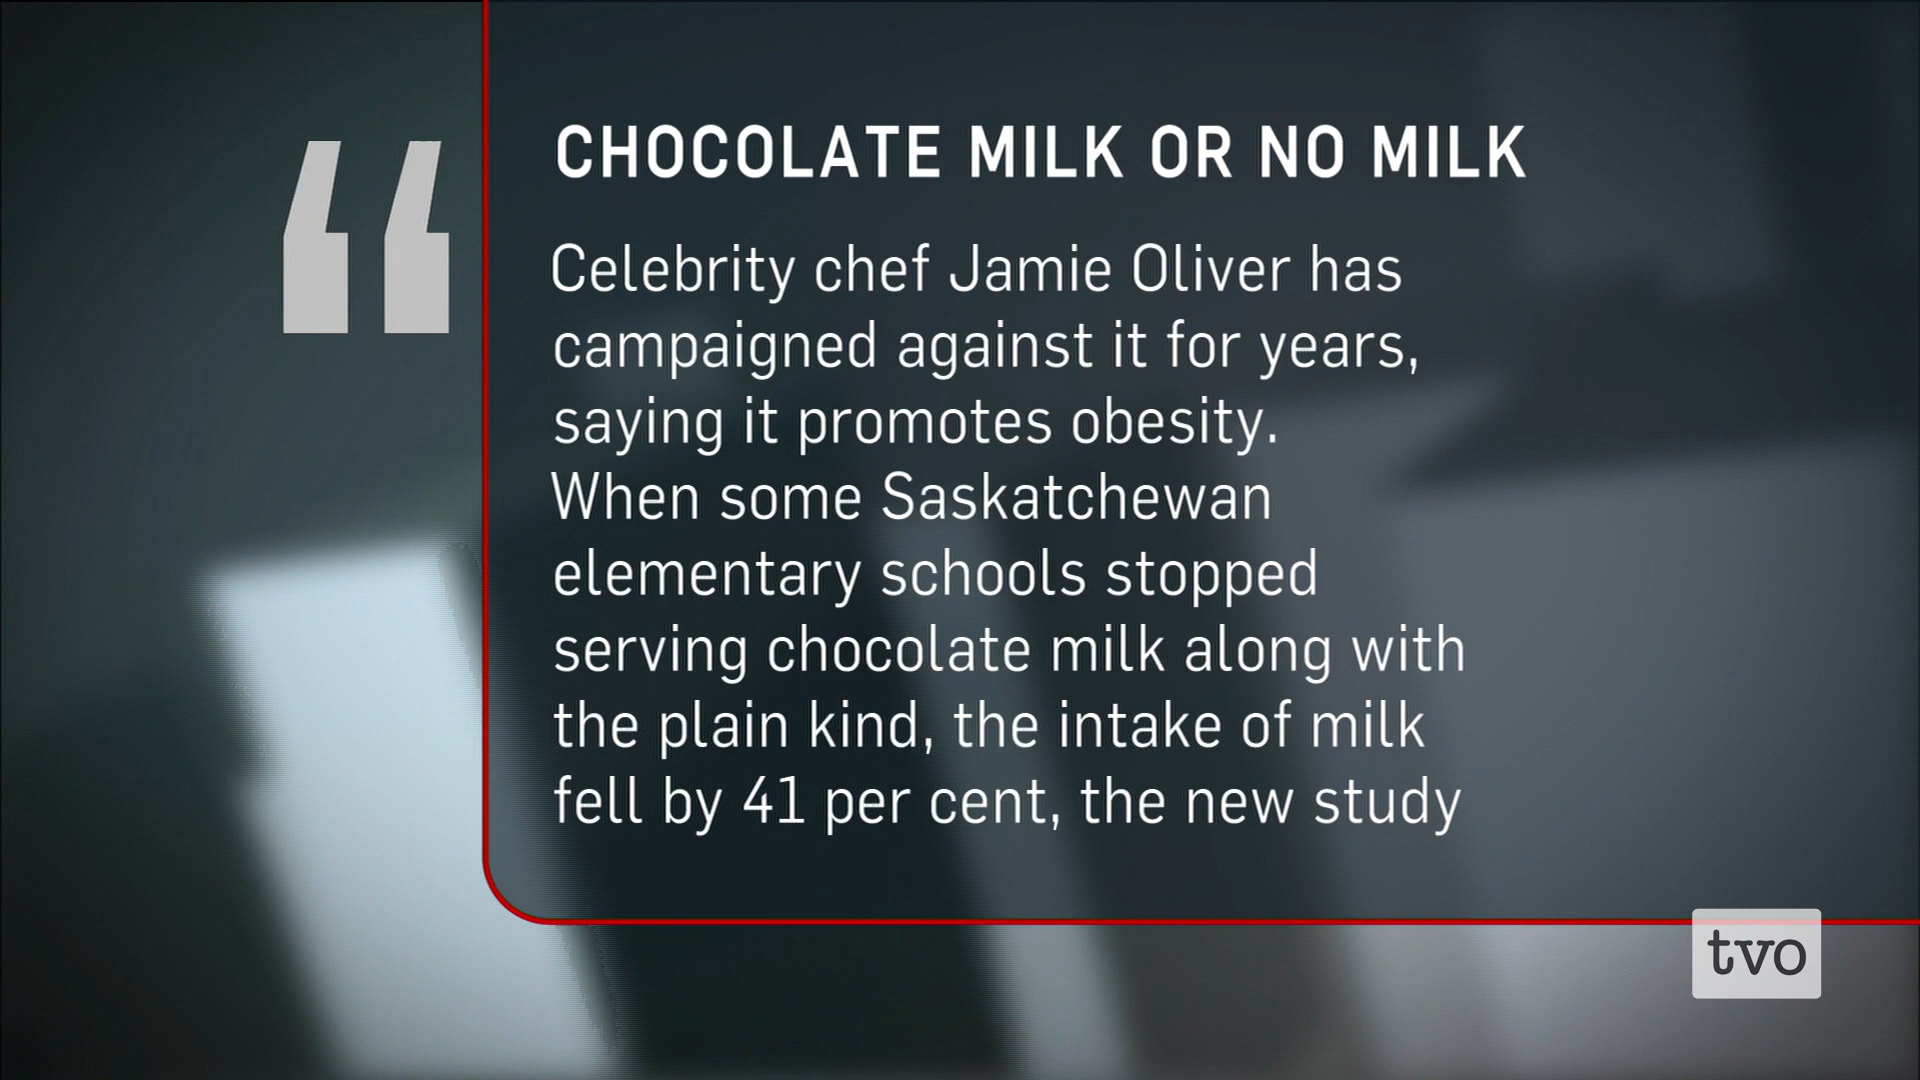 “
CHOCOLATE MILK OR NO MILK
Celebrity chef Jamie Oliver has
campaigned against it for years,
saying it promotes obesity.
When some Saskatchewan
elementary schools stopped
serving chocolate milk along with
the plain kind, the intake of milk
fell by 41 per cent, the new study
tvo